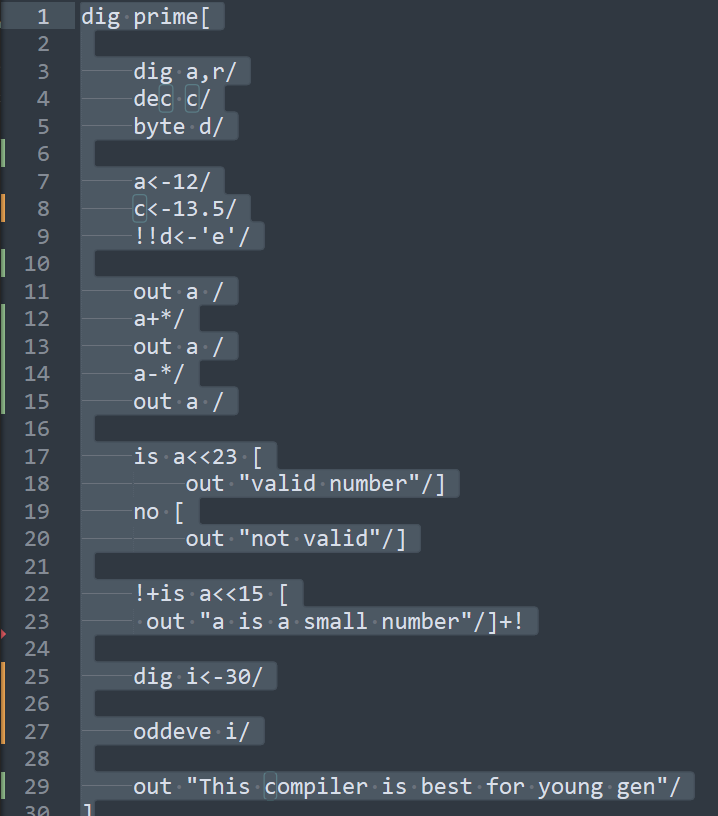 1 dig prime[
2
3 dig a,r/
4 dec c/
5 byte d/
6
7 a<-12/
8 c<-13.5/
9 !!d<-'e'/
10
11 out a /
12 a+*/
13 out a /
14 a-*/
15 out a /
16
17 is a<<23 [
18 out "valid number"/]
19 no [
20 out "not valid"/]
21
22 !+is a<<15 [
23 out "a is a small number"/]+!
24
25 dig i<-30/
26
27 oddeve i/
28
29 out "This compiler is best for young gen"/
30 ]